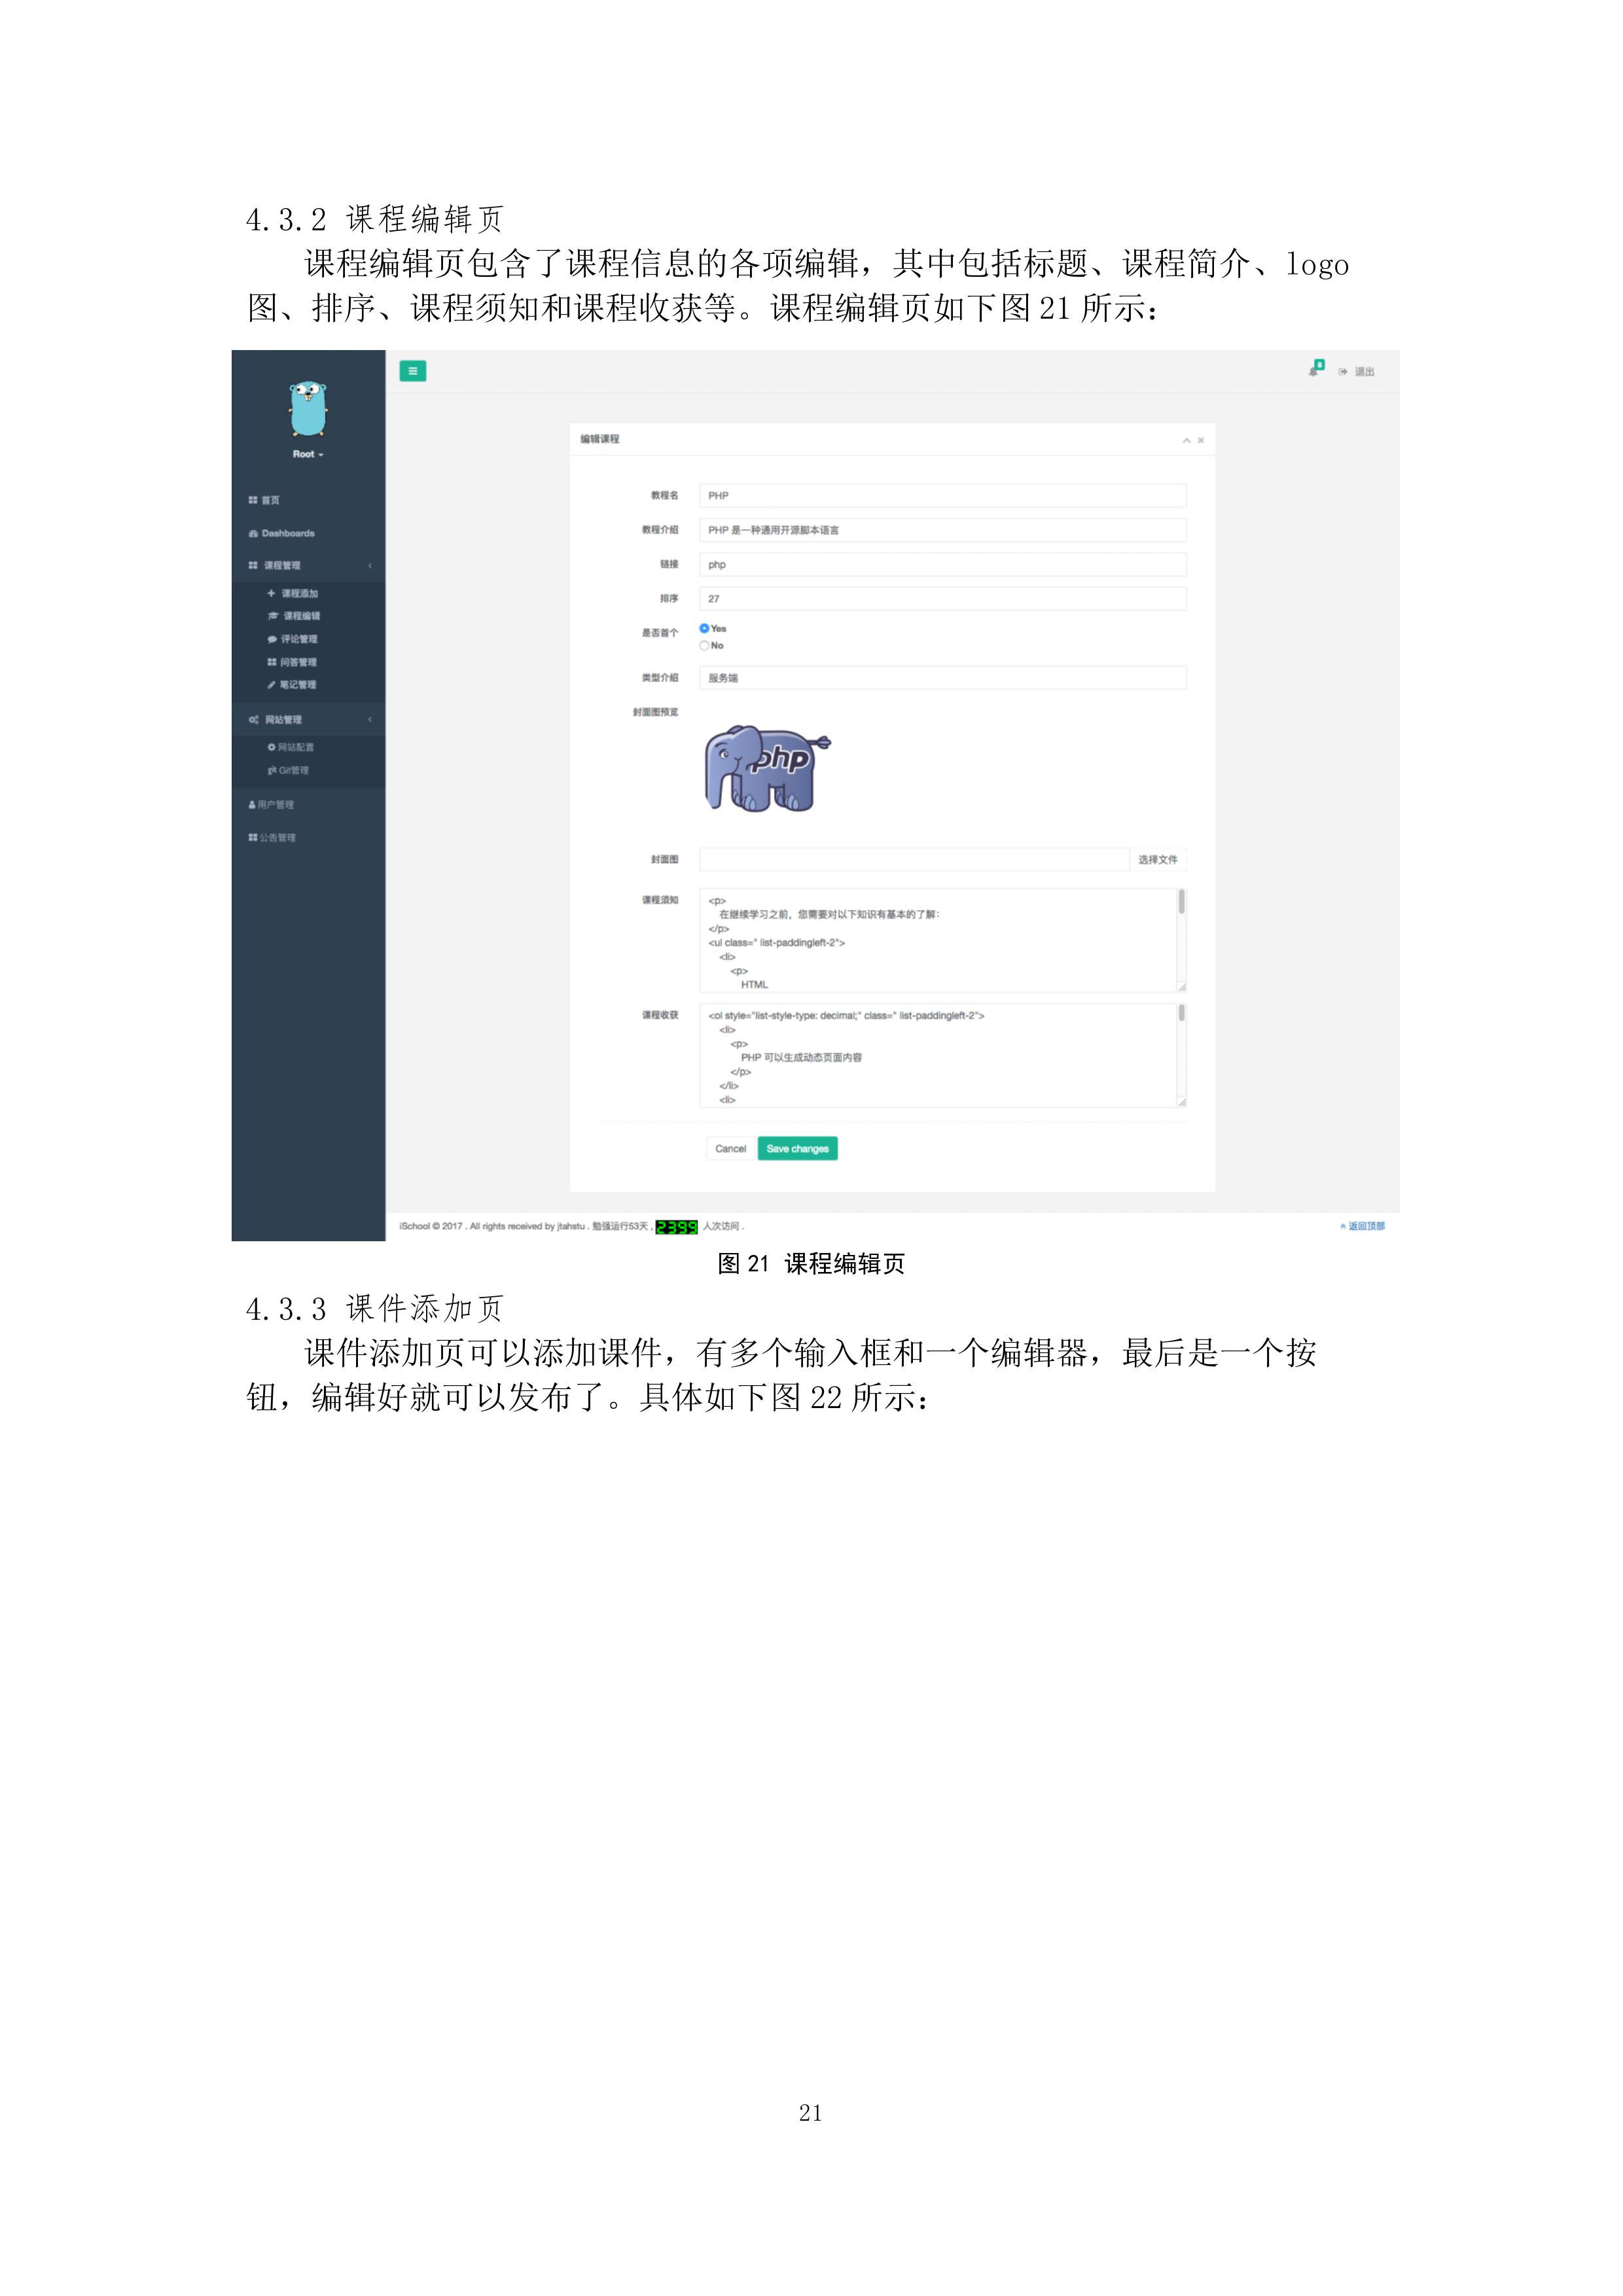 4.3.2 课程编辑页
课程编辑页包含了课程信息的各项编辑，其中包括标题、课程简介、logo
图、排序、课程须知和课程收获等。课程编辑页如下图 21 所示：
退出
Root
首页
Dashboards
课程管理
课程添加
课程编辑
评论管理
问答管理
笔记管理
网站管理
网站配置
Git管理
用户管理
公告管理
编辑课程
教程名 PHP
教程介绍 PHP 是一种通用开源脚本语言
链接 php
排序 27
是否首个 Yes
No
类型介绍 服务端
封面图预览
php
封面图 选择文件
课程须知 <p>
在继续学习之前，您需要对以下知识有基本的了解：
</p>
<ul class=" list-paddingleft-2">
<li>
<p>
HTML
课程收获 <ol style="list-style-type: decimal;" class=" list-paddingleft-2">
<li>
<p>
PHP 可以生成动态页面内容
</p>
</li>
<li>
Cancel Save changes
iSchool © 2017 . All rights received by jtahstu . 勉强运行53天 , 2399 人次访问 . 返回顶部
图 21 课程编辑页
4.3.3 课件添加页
课件添加页可以添加课件，有多个输入框和一个编辑器，最后是一个按
钮，编辑好就可以发布了。具体如下图 22 所示：
21